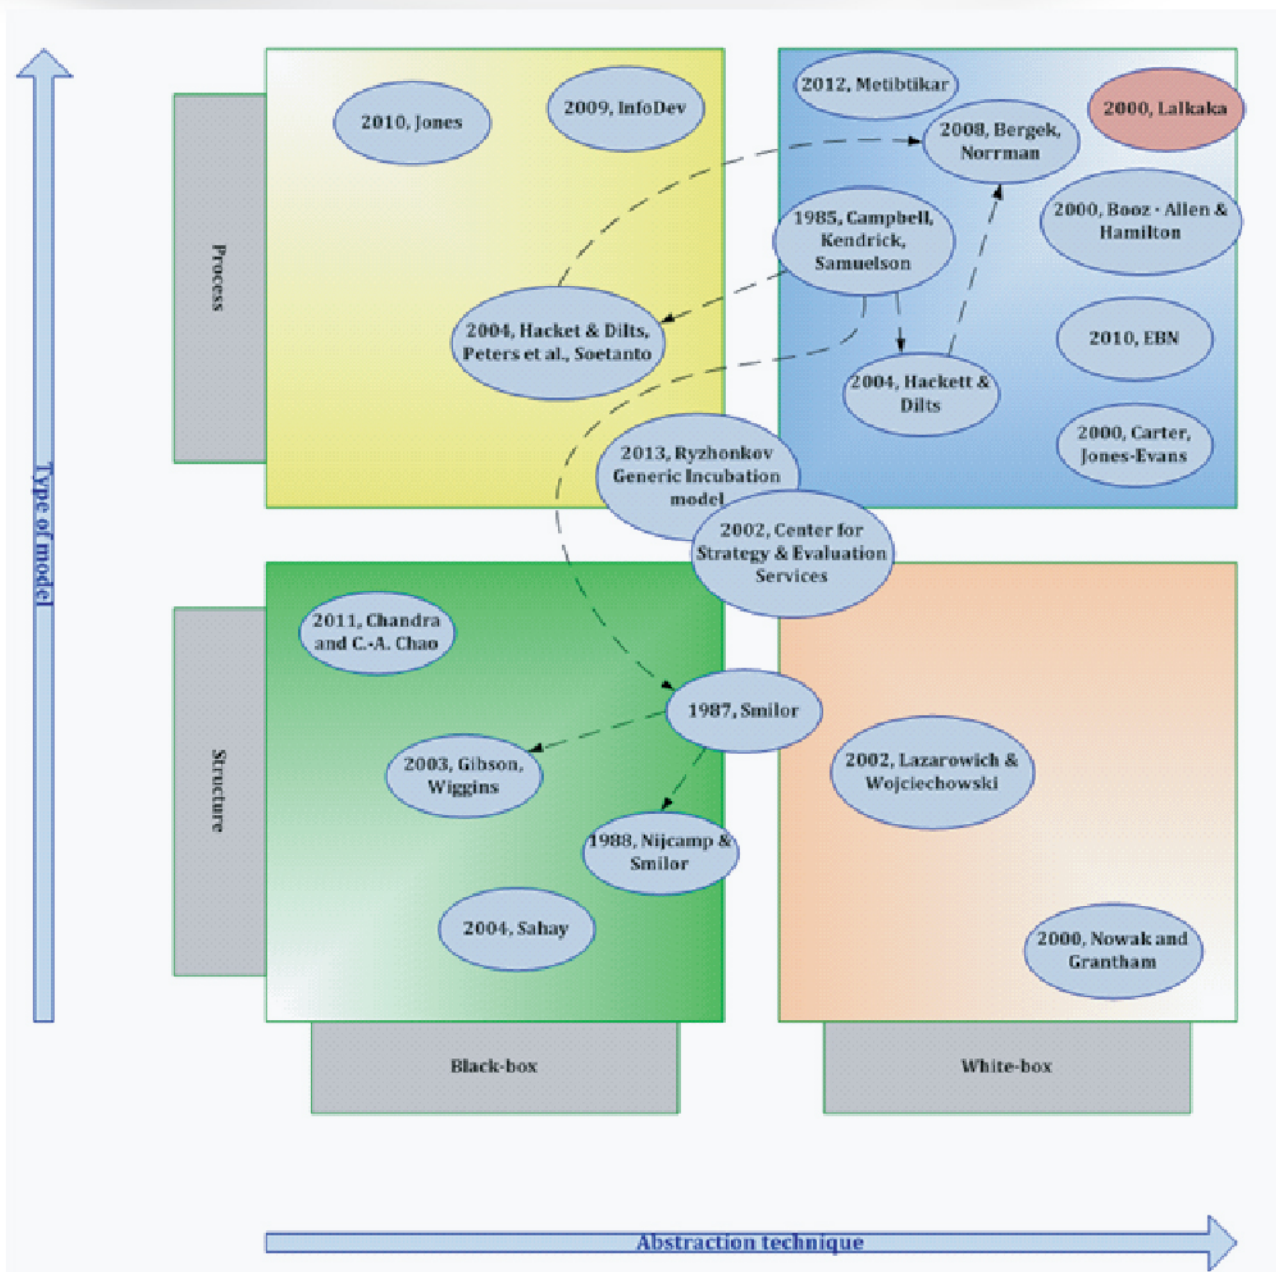 2010, Jones
2009, InfoDev
2012, Metibtikar
2000, Lalkaka
2008, Bergek,
Norrman
1985, Campbell,
Kendrick,
Samuelson
2000, Booz - Allen &
Hamilton
Process
2004, Hacket & Dilts,
Peters et al., Soetanto
2010, EBN
2004, Hackett &
Dilts
2000, Carter,
Jones-Evans
2013, Ryzhonkov
Generic Incubation
model
2002, Center for
Strategy & Evaluation
Services
Type of model
2011, Chandra
and C.-A. Chao
1987, Smilor
2003, Gibson,
Wiggins
2002, Lazarowich &
Wojciechowski
Structure
1988, Nijcamp &
Smilor
2004, Sahay
2000, Nowak and
Grantham
Black-box
White-box
Abstraction technique